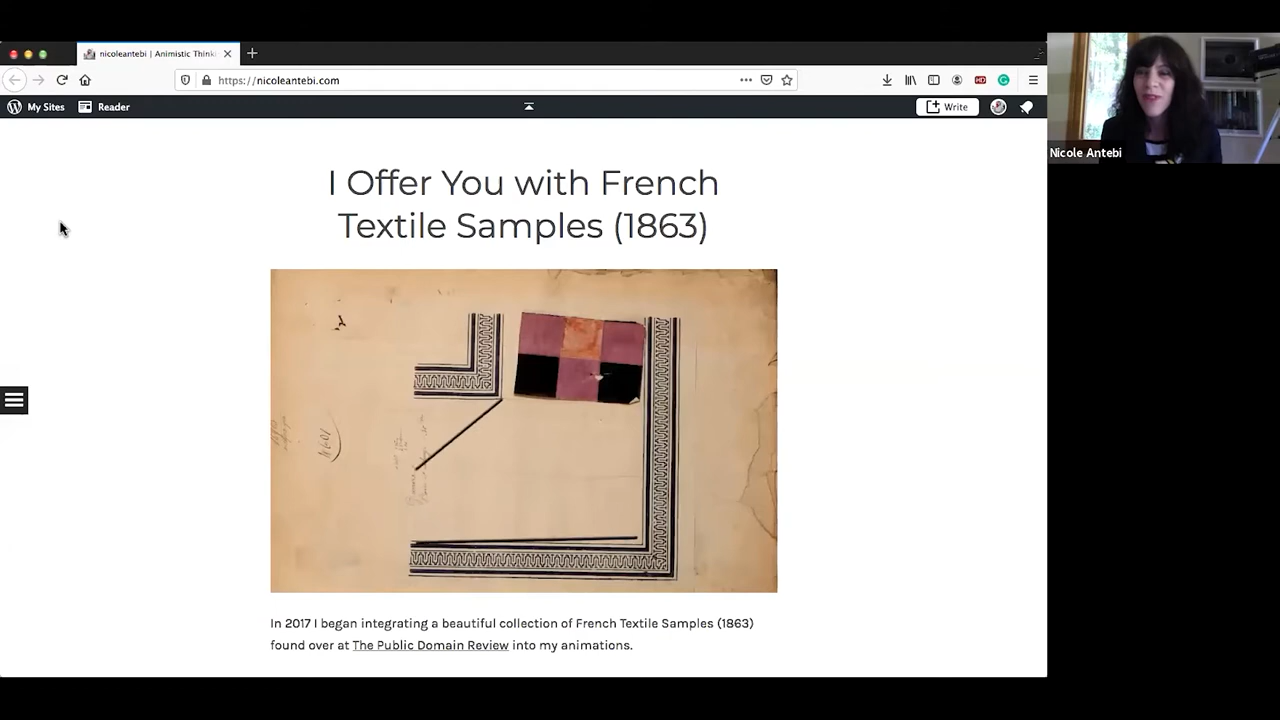 nicoleantebi | Animistic Thinki
https://nicoleantebi.com
My Sites
Reader
Write
Nicole Antebi
I Offer You with French
Textile Samples (1863)
In 2017 I began integrating a beautiful collection of French Textile Samples (1863)
found over at The Public Domain Review into my animations.